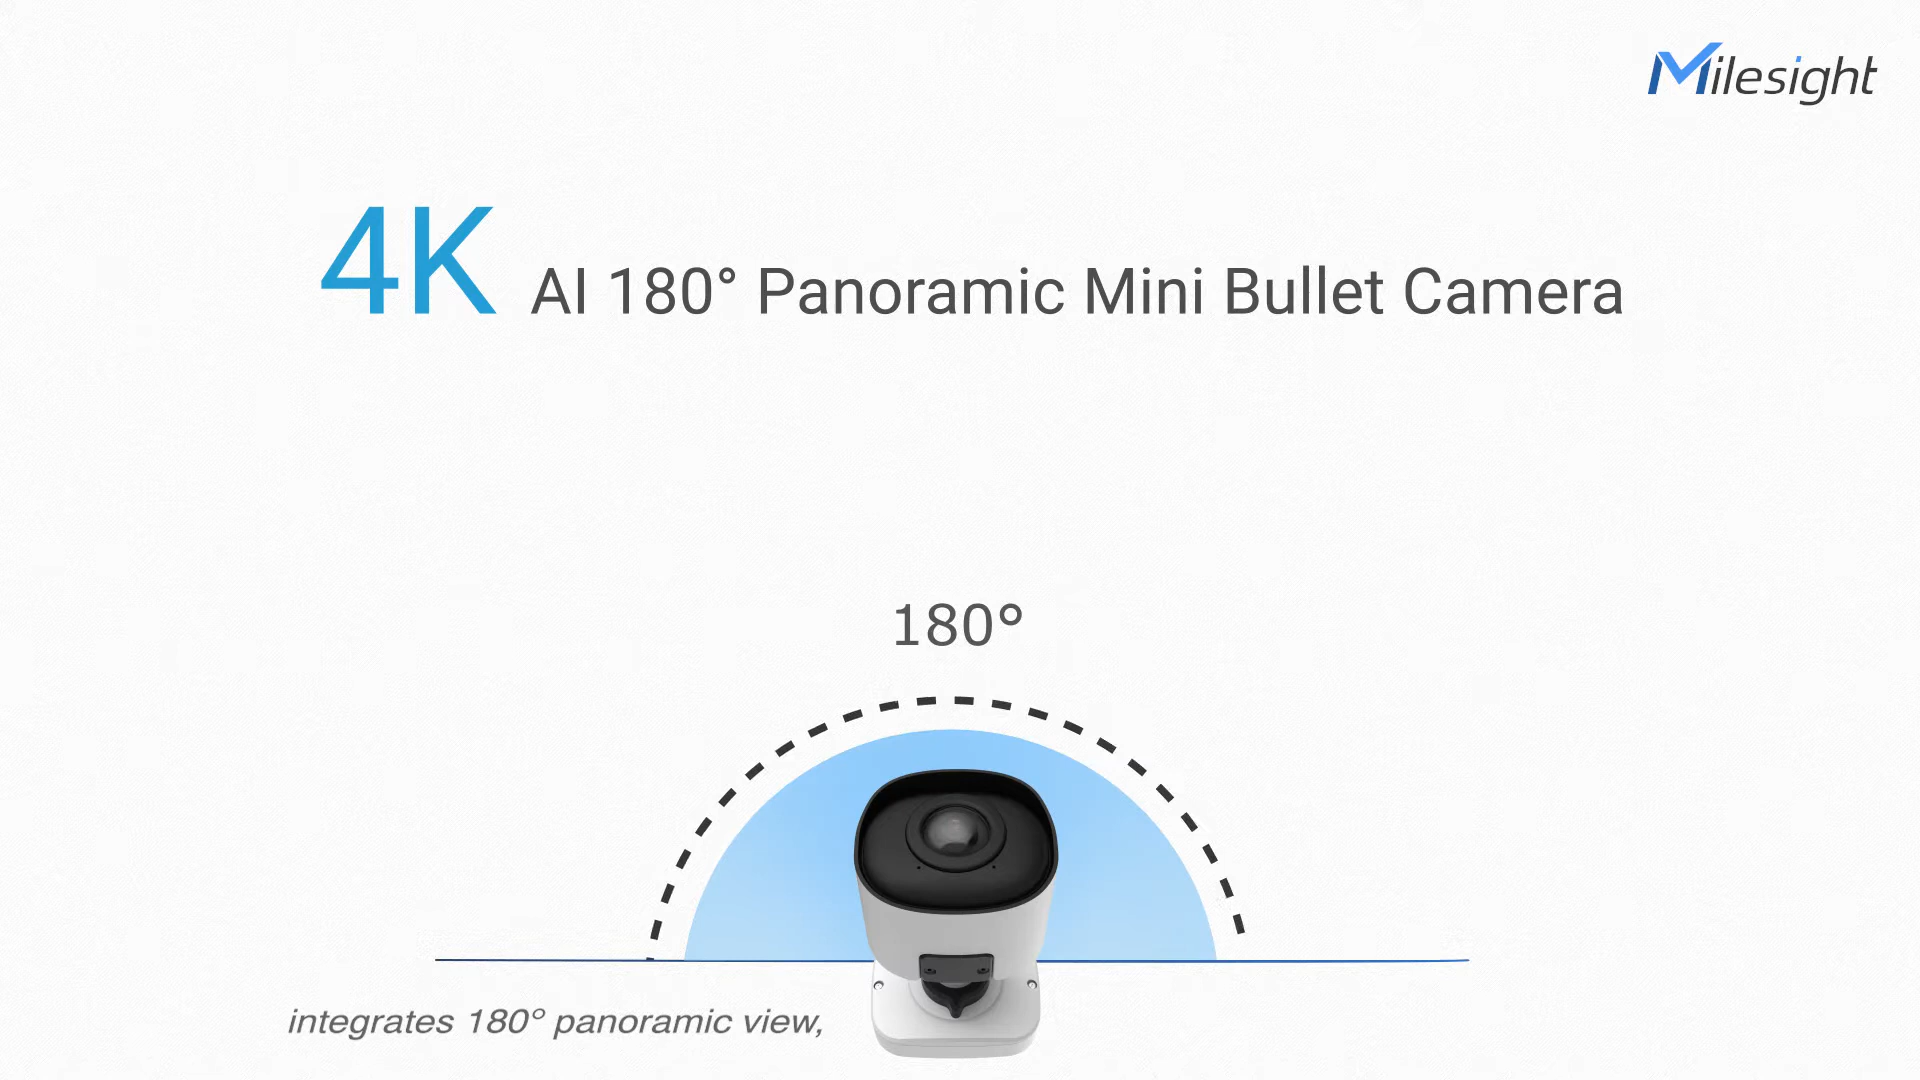 Milesight
4K AI 180° Panoramic Mini Bullet Camera
180°
integrates 180° panoramic view,